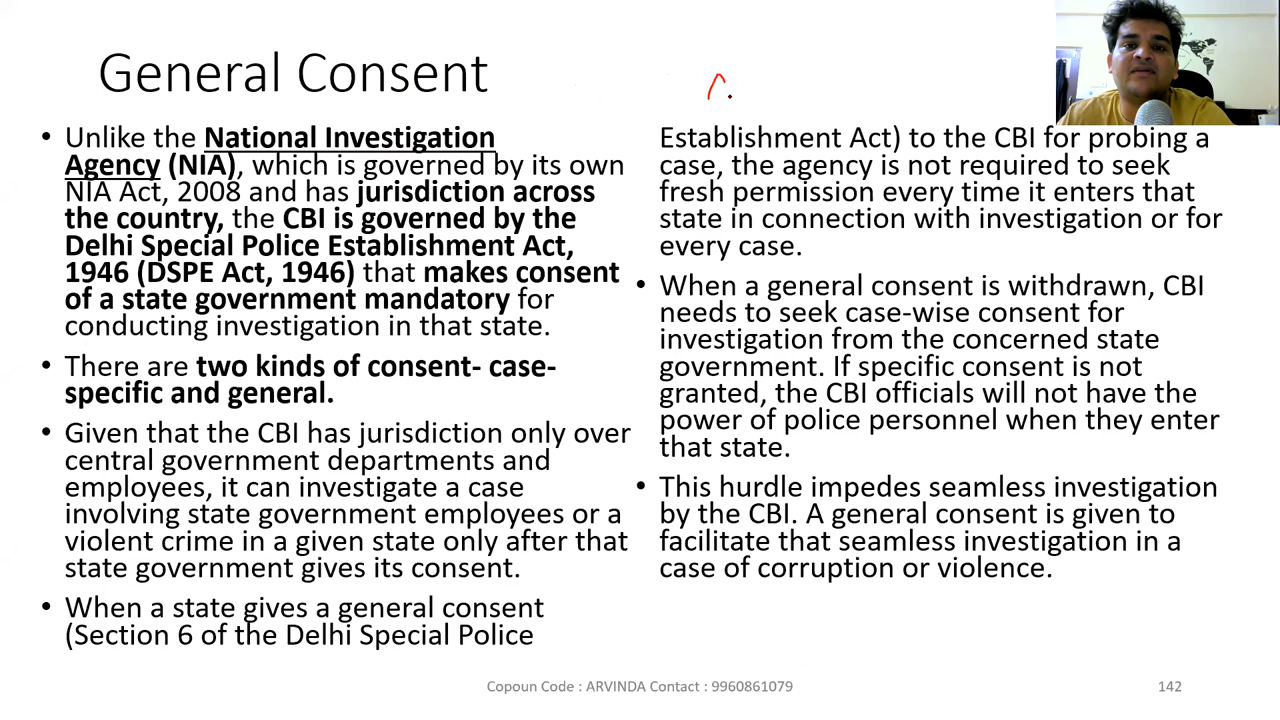 General Consent
• Unlike the National Investigation
Agency (NIA), which is governed by its own
NIA Act, 2008 and has jurisdiction across
the country, the CBI is governed by the
Delhi Special Police Establishment Act,
1946 (DSPE Act, 1946) that makes consent
of a state government mandatory for
conducting investigation in that state.
• There are two kinds of consent- case-
specific and general.
• Given that the CBI has jurisdiction only over
central government departments and
employees, it can investigate a case
involving state government employees or a
violent crime in a given state only after that
state government gives its consent.
• When a state gives a general consent
(Section 6 of the Delhi Special Police
Establishment Act) to the CBI for probing a
case, the agency is not required to seek
fresh permission every time it enters that
state in connection with investigation or for
every case.
• When a general consent is withdrawn, CBI
needs to seek case-wise consent for
investigation from the concerned state
government. If specific consent is not
granted, the CBI officials will not have the
power of police personnel when they enter
that state.
• This hurdle impedes seamless investigation
by the CBI. A general consent is given to
facilitate that seamless investigation in a
case of corruption or violence.
Copoun Code : ARVINDA Contact : 9960861079
142